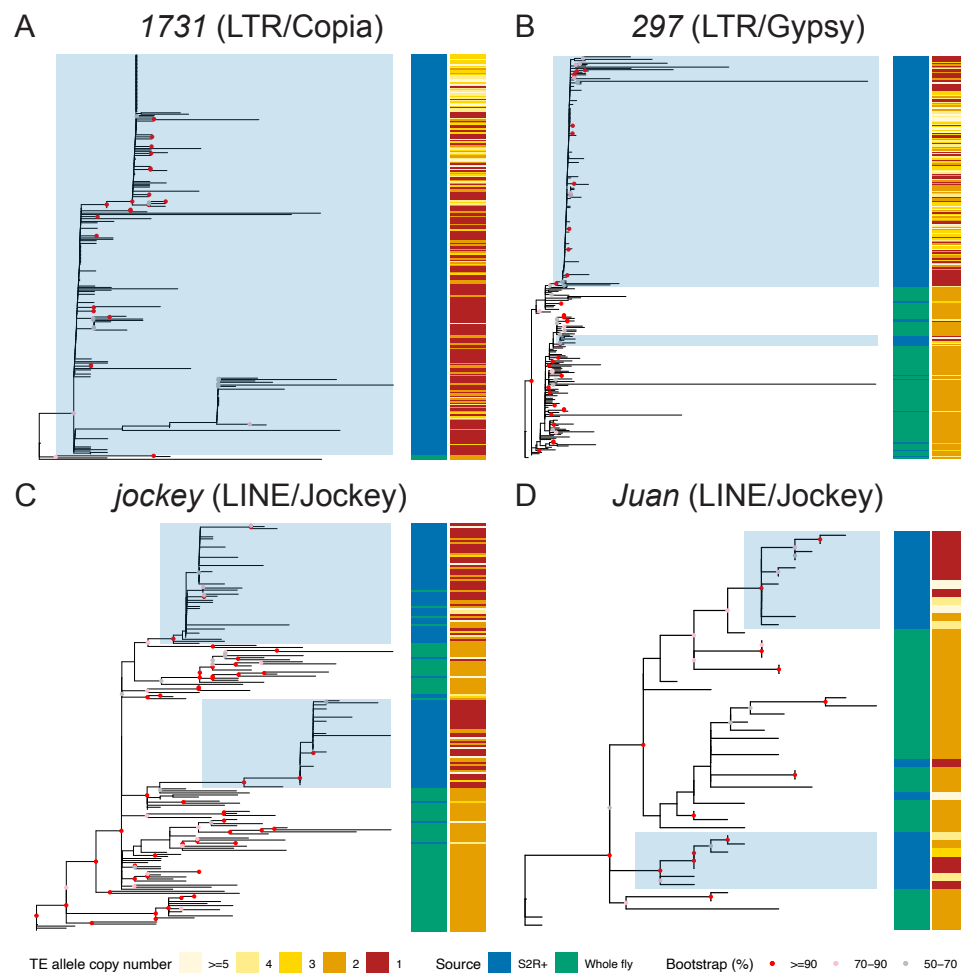 A 1731 (LTR/Copia)
B 297 (LTR/Gypsy)
C jockey (LINE/Jockey)
D Juan (LINE/Jockey)
TE allele copy number >=5 4 3 2 1 Source S2R+ Whole fly Bootstrap (%) >=90 70-90 50-70